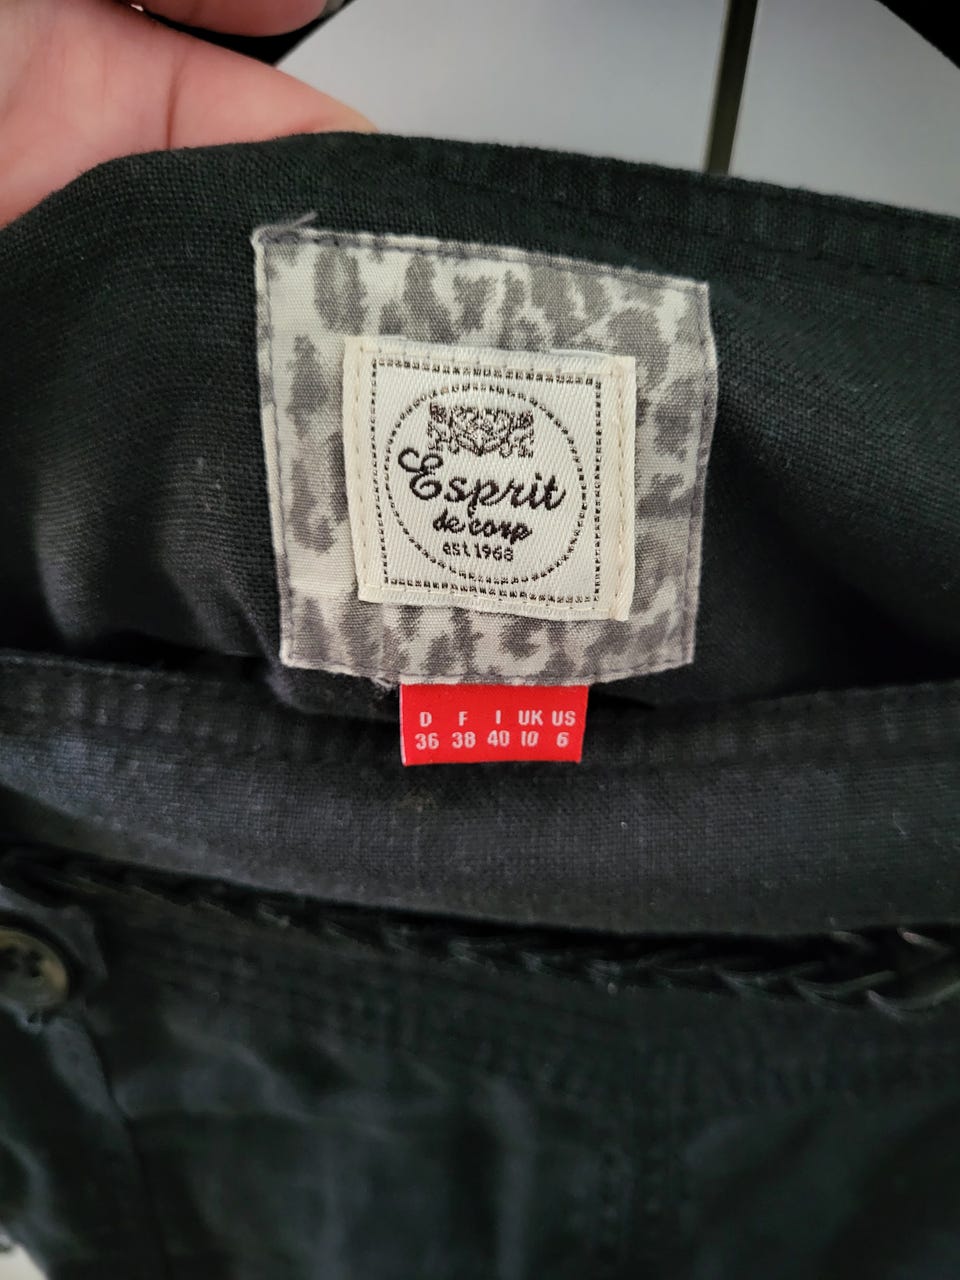 Esprit
de corp
est 1968
D F I UK US
36 38 40 10 6